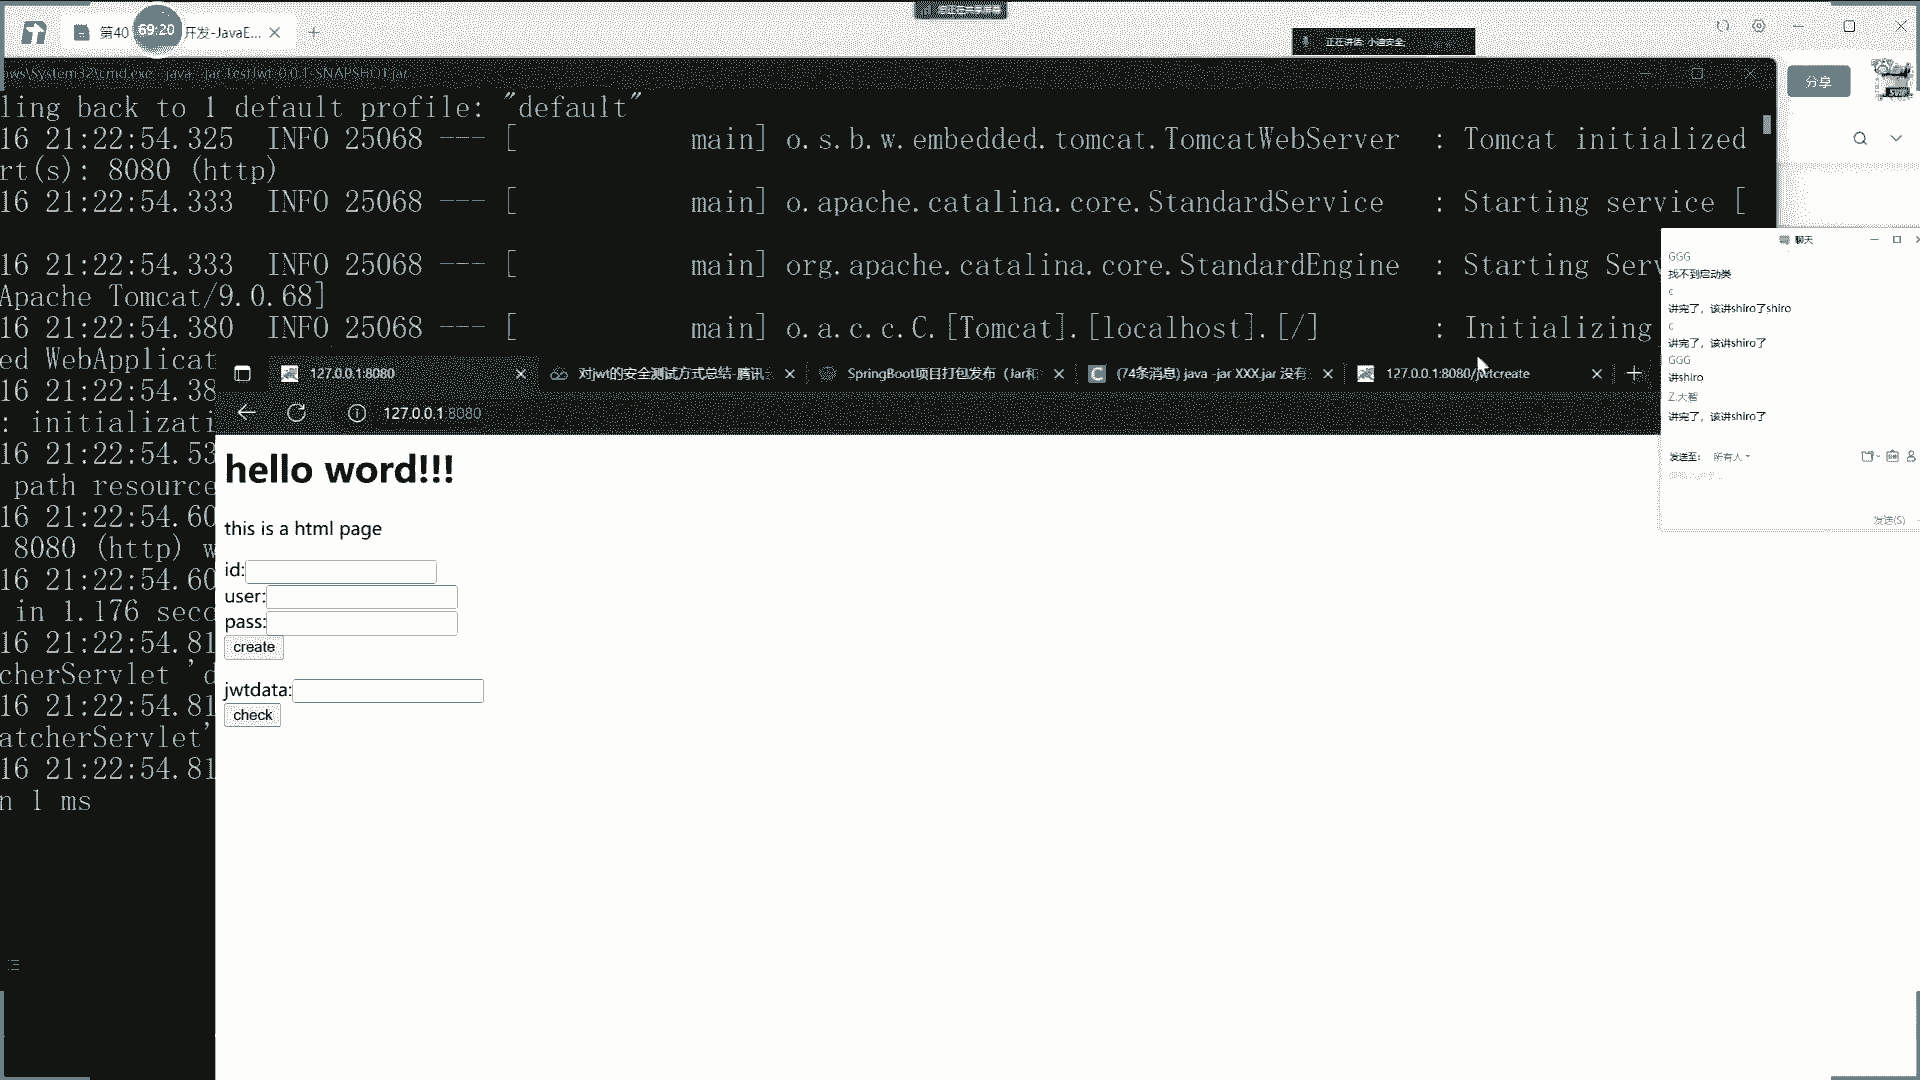 第40
69:20
开发-JavaE...
正在讲话: 小迪安全;
ows\System32\cmd.exe - java -jar TestJwt-0.0.1-SNAPSHOT.jar
分享
ling back to 1 default profile: "default"
16 21:22:54.325 INFO 25068 --- [ main] o.s.b.w.embedded.tomcat.TomcatWebServer : Tomcat initialized
rt(s): 8080 (http)
16 21:22:54.333 INFO 25068 --- [ main] o.apache.catalina.core.StandardService : Starting service [
16 21:22:54.333 INFO 25068 --- [ main] org.apache.catalina.core.StandardEngine : Starting Serv
Apache Tomcat/9.0.68]
16 21:22:54.380 INFO 25068 --- [ main] o.a.c.c.C.[Tomcat].[localhost].[/] : Initializing
ed WebApplicat
16 21:22:54.38
: initializati
16 21:22:54.53
path resource
16 21:22:54.60
8080 (http) w
16 21:22:54.60
in 1.176 seco
16 21:22:54.81
cherServlet 'd
16 21:22:54.81
atcherServlet'
16 21:22:54.81
n 1 ms
聊天
GGG
找不到启动类
c
讲完了，该讲shiro了shiro
c
讲完了，该讲shiro了
GGG
讲shiro
Z.大智
讲完了，该讲shiro了
发送至: 所有人
发送(S)
127.0.0.1:8080
对jwt的安全测试方式总结-腾讯
SpringBoot项目打包发布（Jar和
(74条消息) java -jar XXX.jar 没有
127.0.0.1:8080/jwtcreate
127.0.0.1:8080
hello word!!!
this is a html page
id:
user:
pass:
create
jwtdata:
check